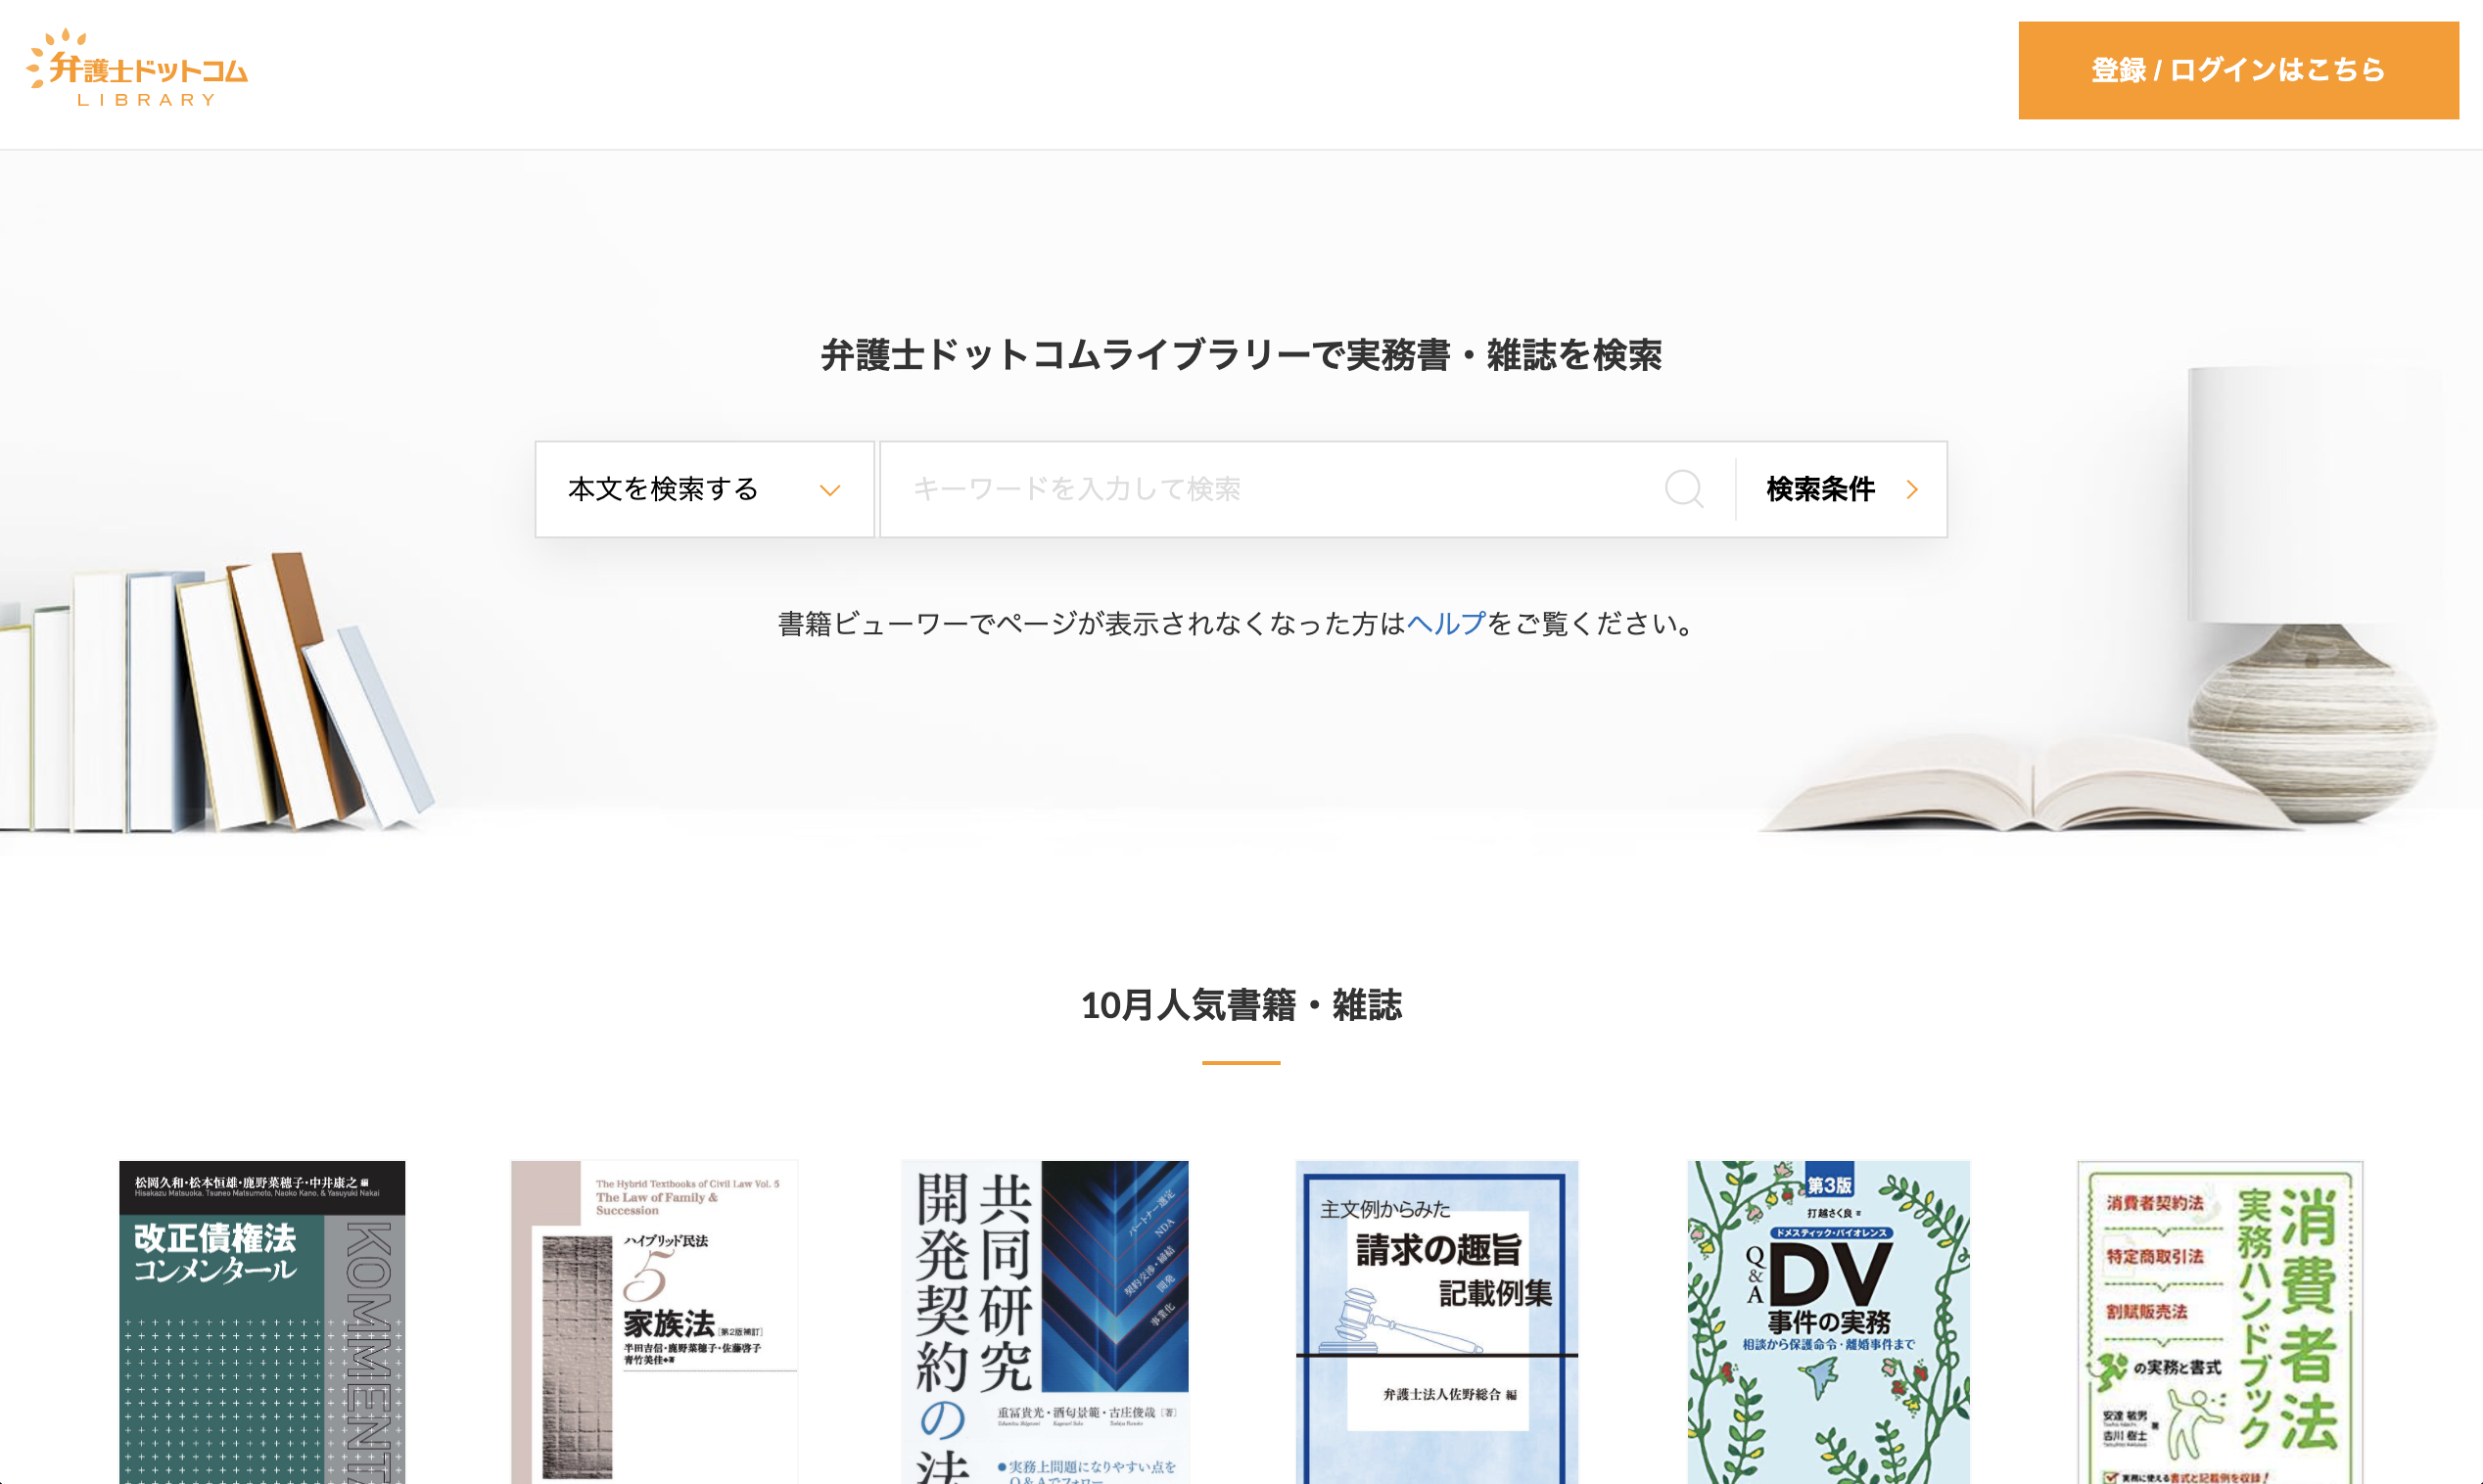 弁護士ドットコム
LIBRARY
登録 / ログインはこちら
弁護士ドットコムライブラリーで実務書・雑誌を検索
本文を検索する
キーワードを入力して検索
検索条件
書籍ビューワーでページが表示されなくなった方はヘルプをご覧ください。
10月人気書籍・雑誌
松岡久和・松本恒雄・鹿野菜穂子・中井康之 編
Hisakazu Matsuoka, Tsuneo Matsumoto, Naoko Kano, & Yasuyuki Nakai
改正債権法
コンメンタール
KOMMENTA
The Hybrid Textbooks of Civil Law Vol. 5
The Law of Family &
Succession
ハイブリッド民法
5
家族法［第2版補訂］
半田吉信・鹿野菜穂子・佐藤啓子
青竹美佳◆著
共同研究
開発契約の法
パートナー選定
NDA
契約交渉・締結
開発
事業化
重冨貴光・酒匂景範・古庄俊哉［著］
●実務上問題になりやすい点を
Q&Aでフォロー
主文例からみた
請求の趣旨
記載例集
弁護士法人佐野総合 編
第3版
打越さく良
ドメスティック・バイオレンス
Q&A
DV
事件の実務
相談から保護命令・離婚事件まで
消費者法
実務ハンドブック
消費者契約法
特定商取引法
割賦販売法
の実務と書式
安達 敏男
吉川 樹士
著
実務に使える書式と記載例を収録！